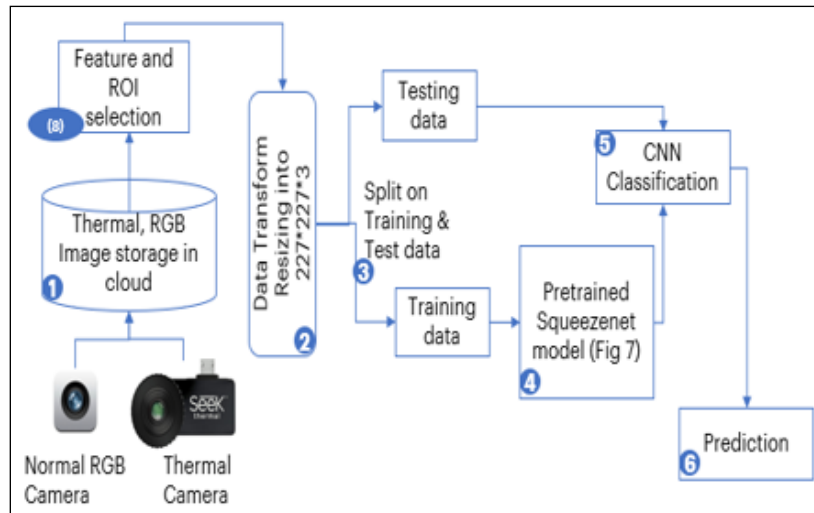 Feature and
ROI
selection
(8)
Thermal, RGB
Image storage in
cloud
1
Normal RGB
Camera
Seek
thermal
Thermal
Camera
Data Transform
Resizing into
227*227*3
2
Split on
Training &
Test data
3
Testing
data
Training
data
Pretrained
Squeezenet
model (Fig 7)
4
5
CNN
Classification
Prediction
6